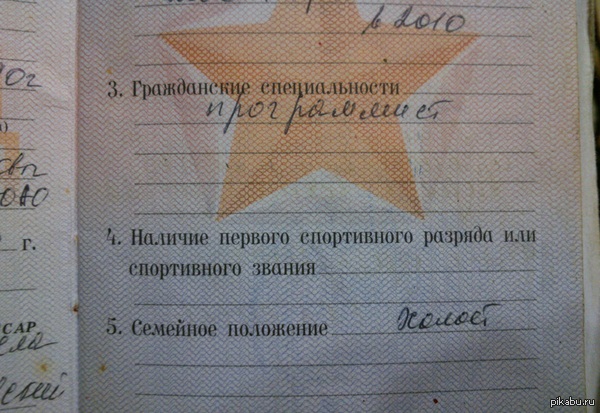 в 2010
3. Гражданские специальности
программист
4. Наличие первого спортивного разряда или
спортивного звания
5. Семейное положение Холост
г.
САР
pikabu.ru